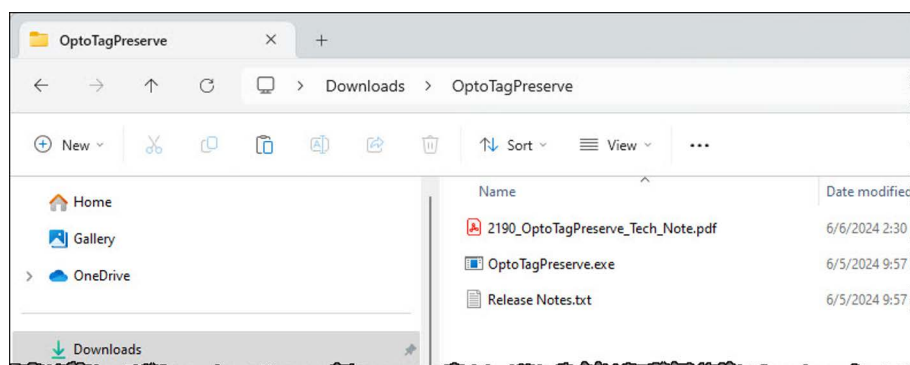 OptoTagPreserve
Downloads > OptoTagPreserve
New Sort View ...
Name Date modified
Home
Gallery
OneDrive
Downloads
2190_OptoTagPreserve_Tech_Note.pdf 6/6/2024 2:30
OptoTagPreserve.exe 6/5/2024 9:57
Release Notes.txt 6/5/2024 9:57